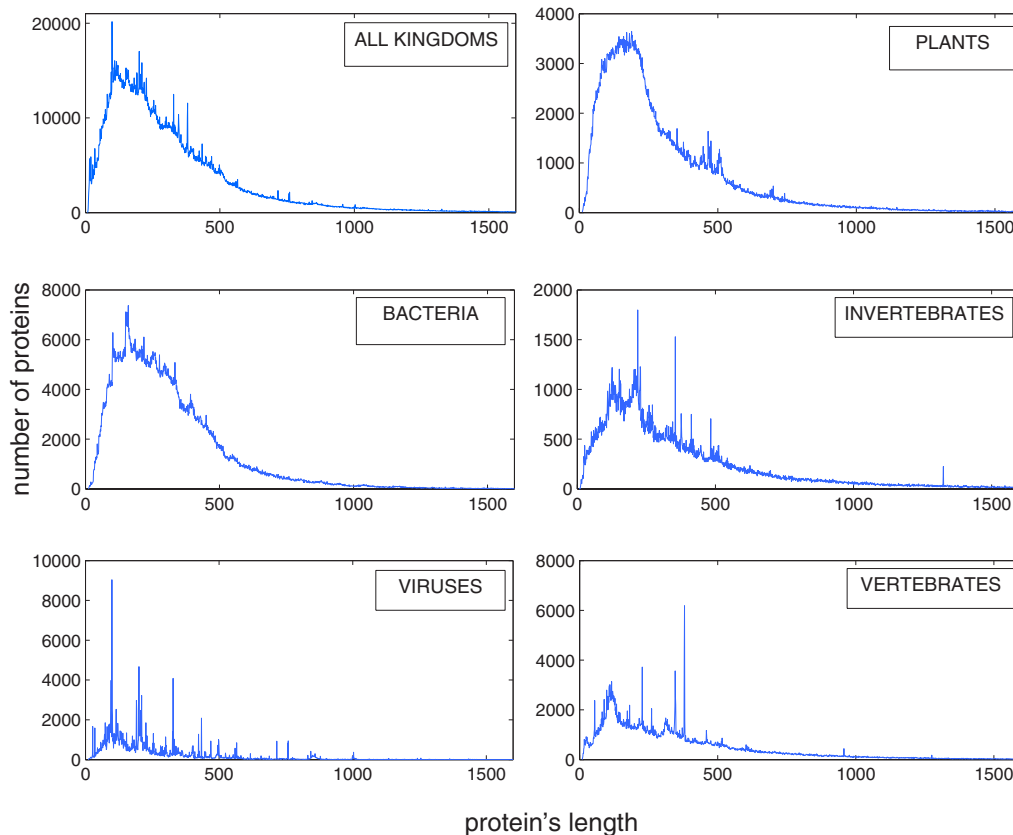 ALL KINGDOMS
20000
10000
0
0 500 1000 1500
PLANTS
4000
3000
2000
1000
0
0 500 1000 1500
number of proteins
BACTERIA
8000
6000
4000
2000
0
0 500 1000 1500
INVERTEBRATES
2000
1500
1000
500
0
0 500 1000 1500
VIRUSES
10000
8000
6000
4000
2000
0
0 500 1000 1500
VERTEBRATES
8000
6000
4000
2000
0
0 500 1000 1500
protein's length